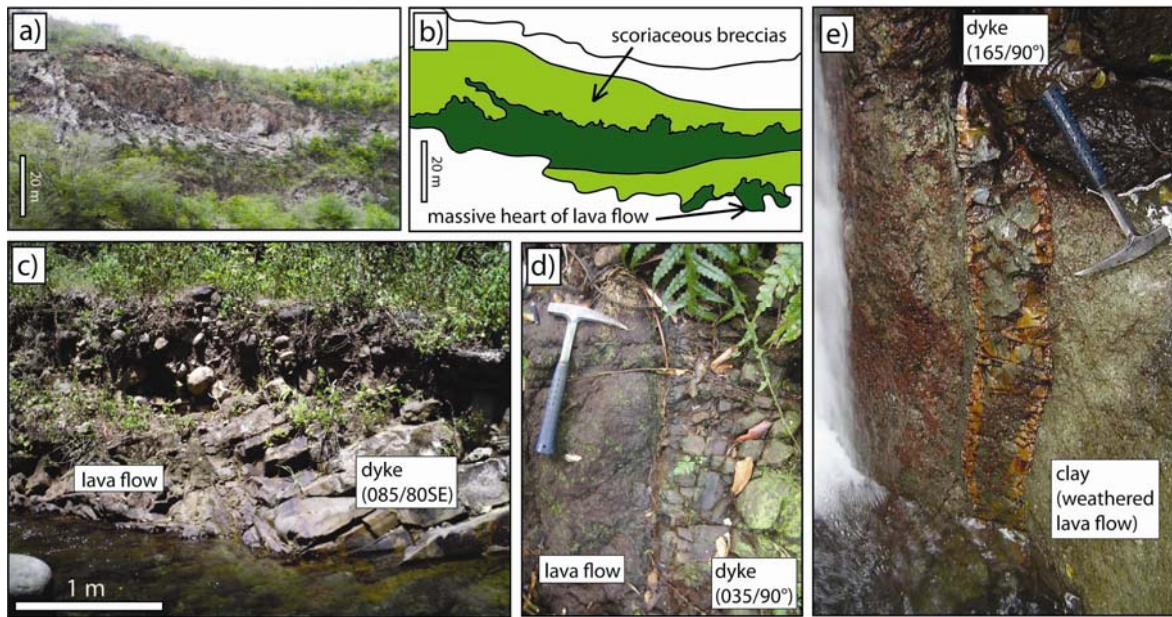 a)
20 m
b)
scoriaceous breccias
20 m
massive heart of lava flow
c)
lava flow
dyke
(085/80SE)
1 m
d)
lava flow
dyke
(035/90°)
e)
dyke
(165/90°)
clay
(weathered
lava flow)